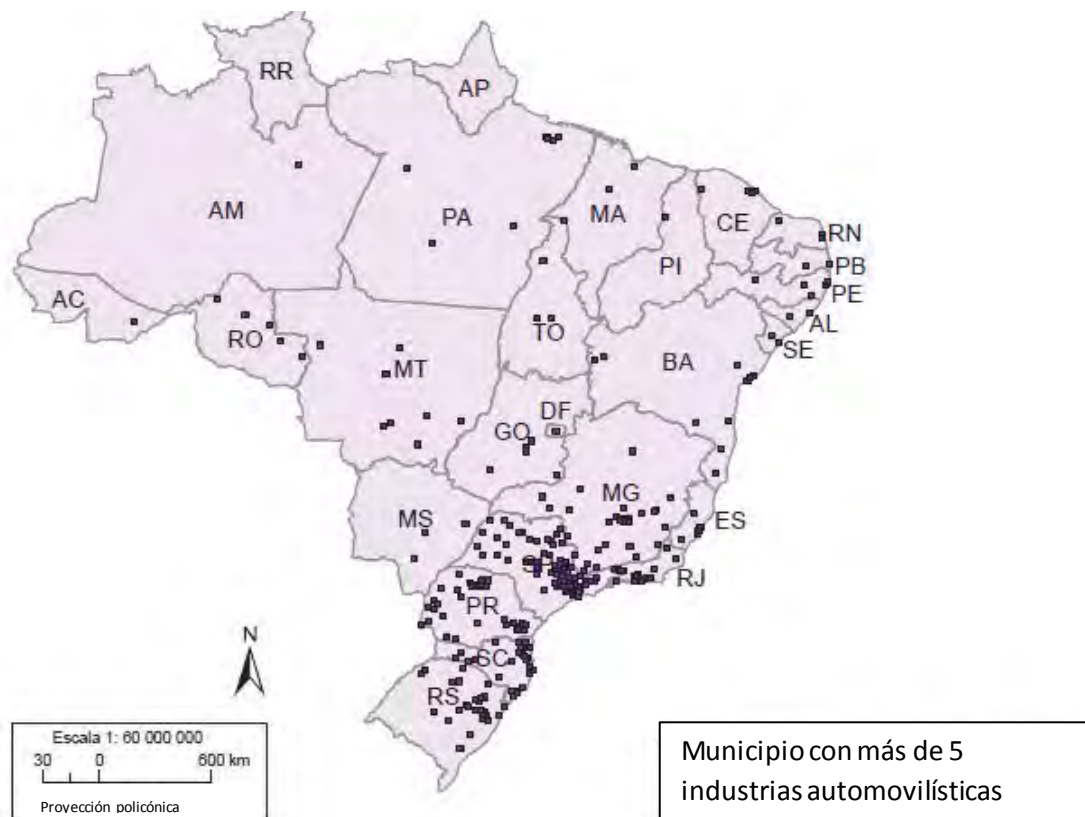 RR
AP
AM
PA
MA
CE
RN
PB
PE
AL
SE
PI
AC
RO
TO
BA
MT
DF
GO
MG
ES
MS
SP
RJ
PR
SC
RS
N
Escala 1: 60 000 000
30 0 600 km
Proyección policónica
Municipio con más de 5
industrias automovilísticas